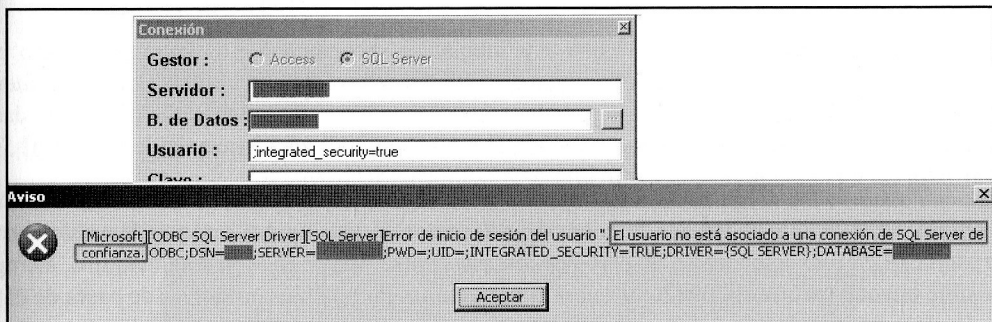 Conexión
Gestor : Access SQL Server
Servidor :
B. de Datos : ...
Usuario : ;integrated_security=true
Clave :
Aviso
[Microsoft][ODBC SQL Server Driver][SQL Server]Error de inicio de sesión del usuario ''. El usuario no está asociado a una conexión de SQL Server de
confianza. ODBC;DSN= ;SERVER= ;PWD=;UID=;INTEGRATED_SECURITY=TRUE;DRIVER={SQL SERVER};DATABASE=
Aceptar